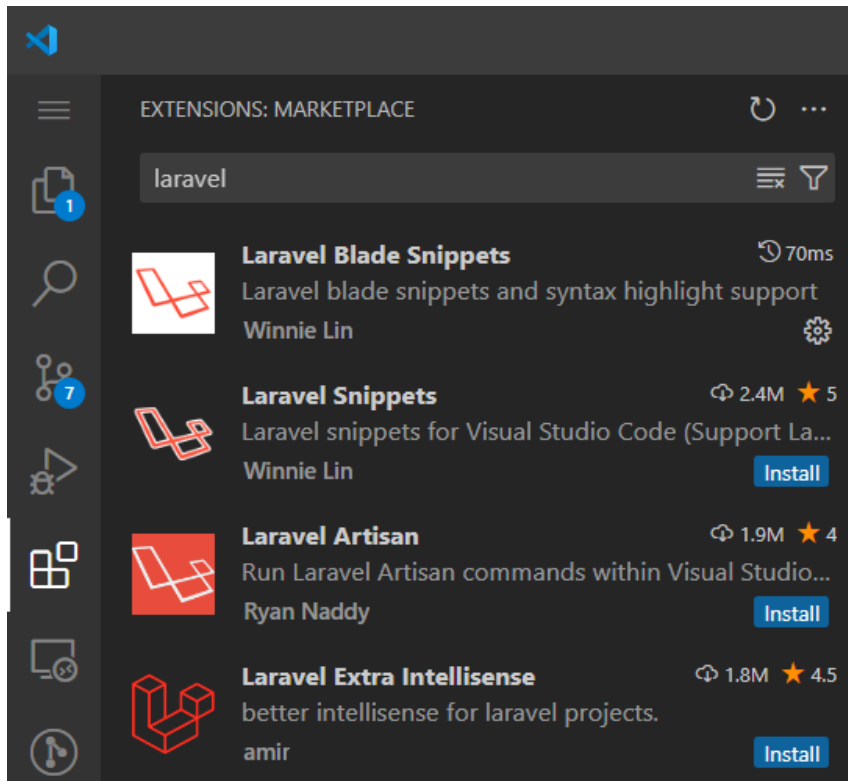 EXTENSIONS: MARKETPLACE
laravel
1
Laravel Blade Snippets 70ms
Laravel blade snippets and syntax highlight support
Winnie Lin
7
Laravel Snippets 2.4M 5
Laravel snippets for Visual Studio Code (Support La...
Winnie Lin Install
Laravel Artisan 1.9M 4
Run Laravel Artisan commands within Visual Studio...
Ryan Naddy Install
Laravel Extra Intellisense 1.8M 4.5
better intellisense for laravel projects.
amir Install